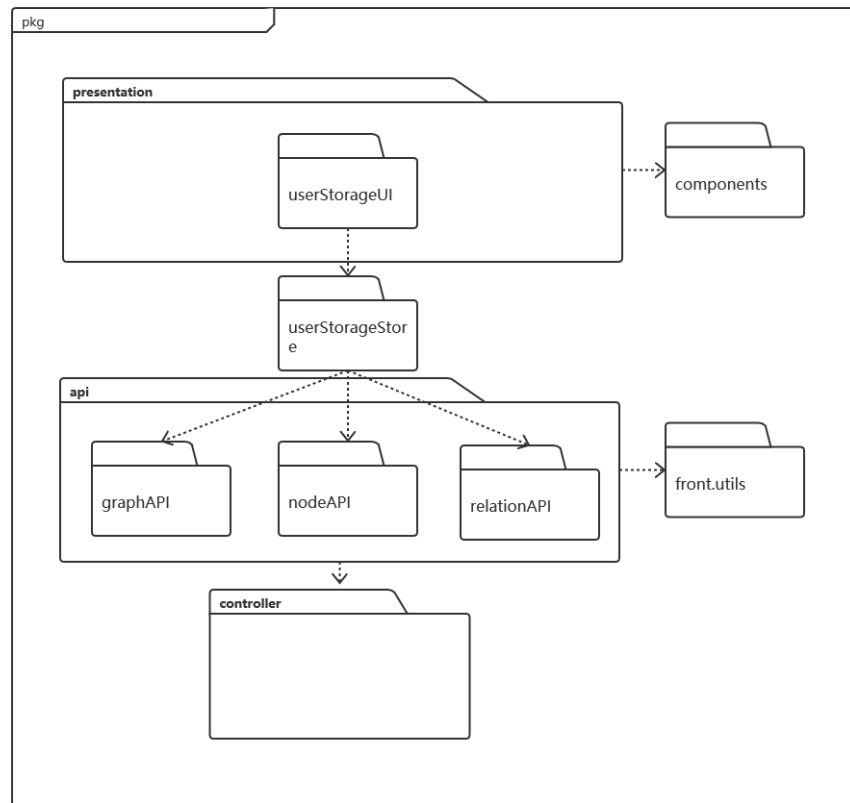 pkg
presentation
userStorageUI
components
userStorageStor
e
api
graphAPI
nodeAPI
relationAPI
front.utils
controller